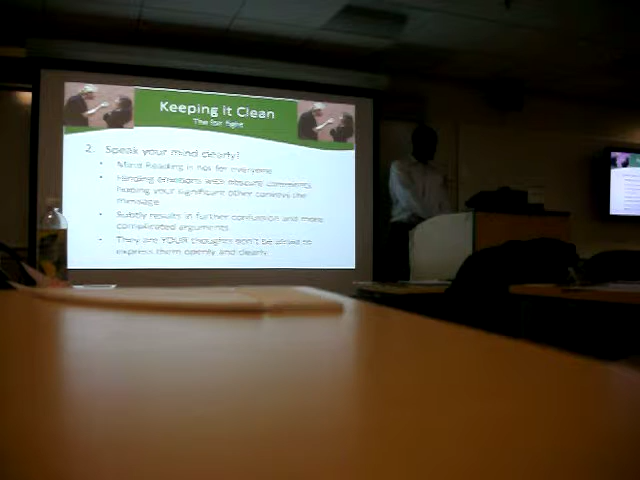 Keeping it Clean
The fair fight
2. Speak your mind clearly!
• Mind Reading is not for everyone
• emotions with obscure comments
hoping your significant other catches the
message
• Subtly results in further confusion and more
complicated arguments
• They are YOUR thoughts don't be afraid to
express them openly and clearly.